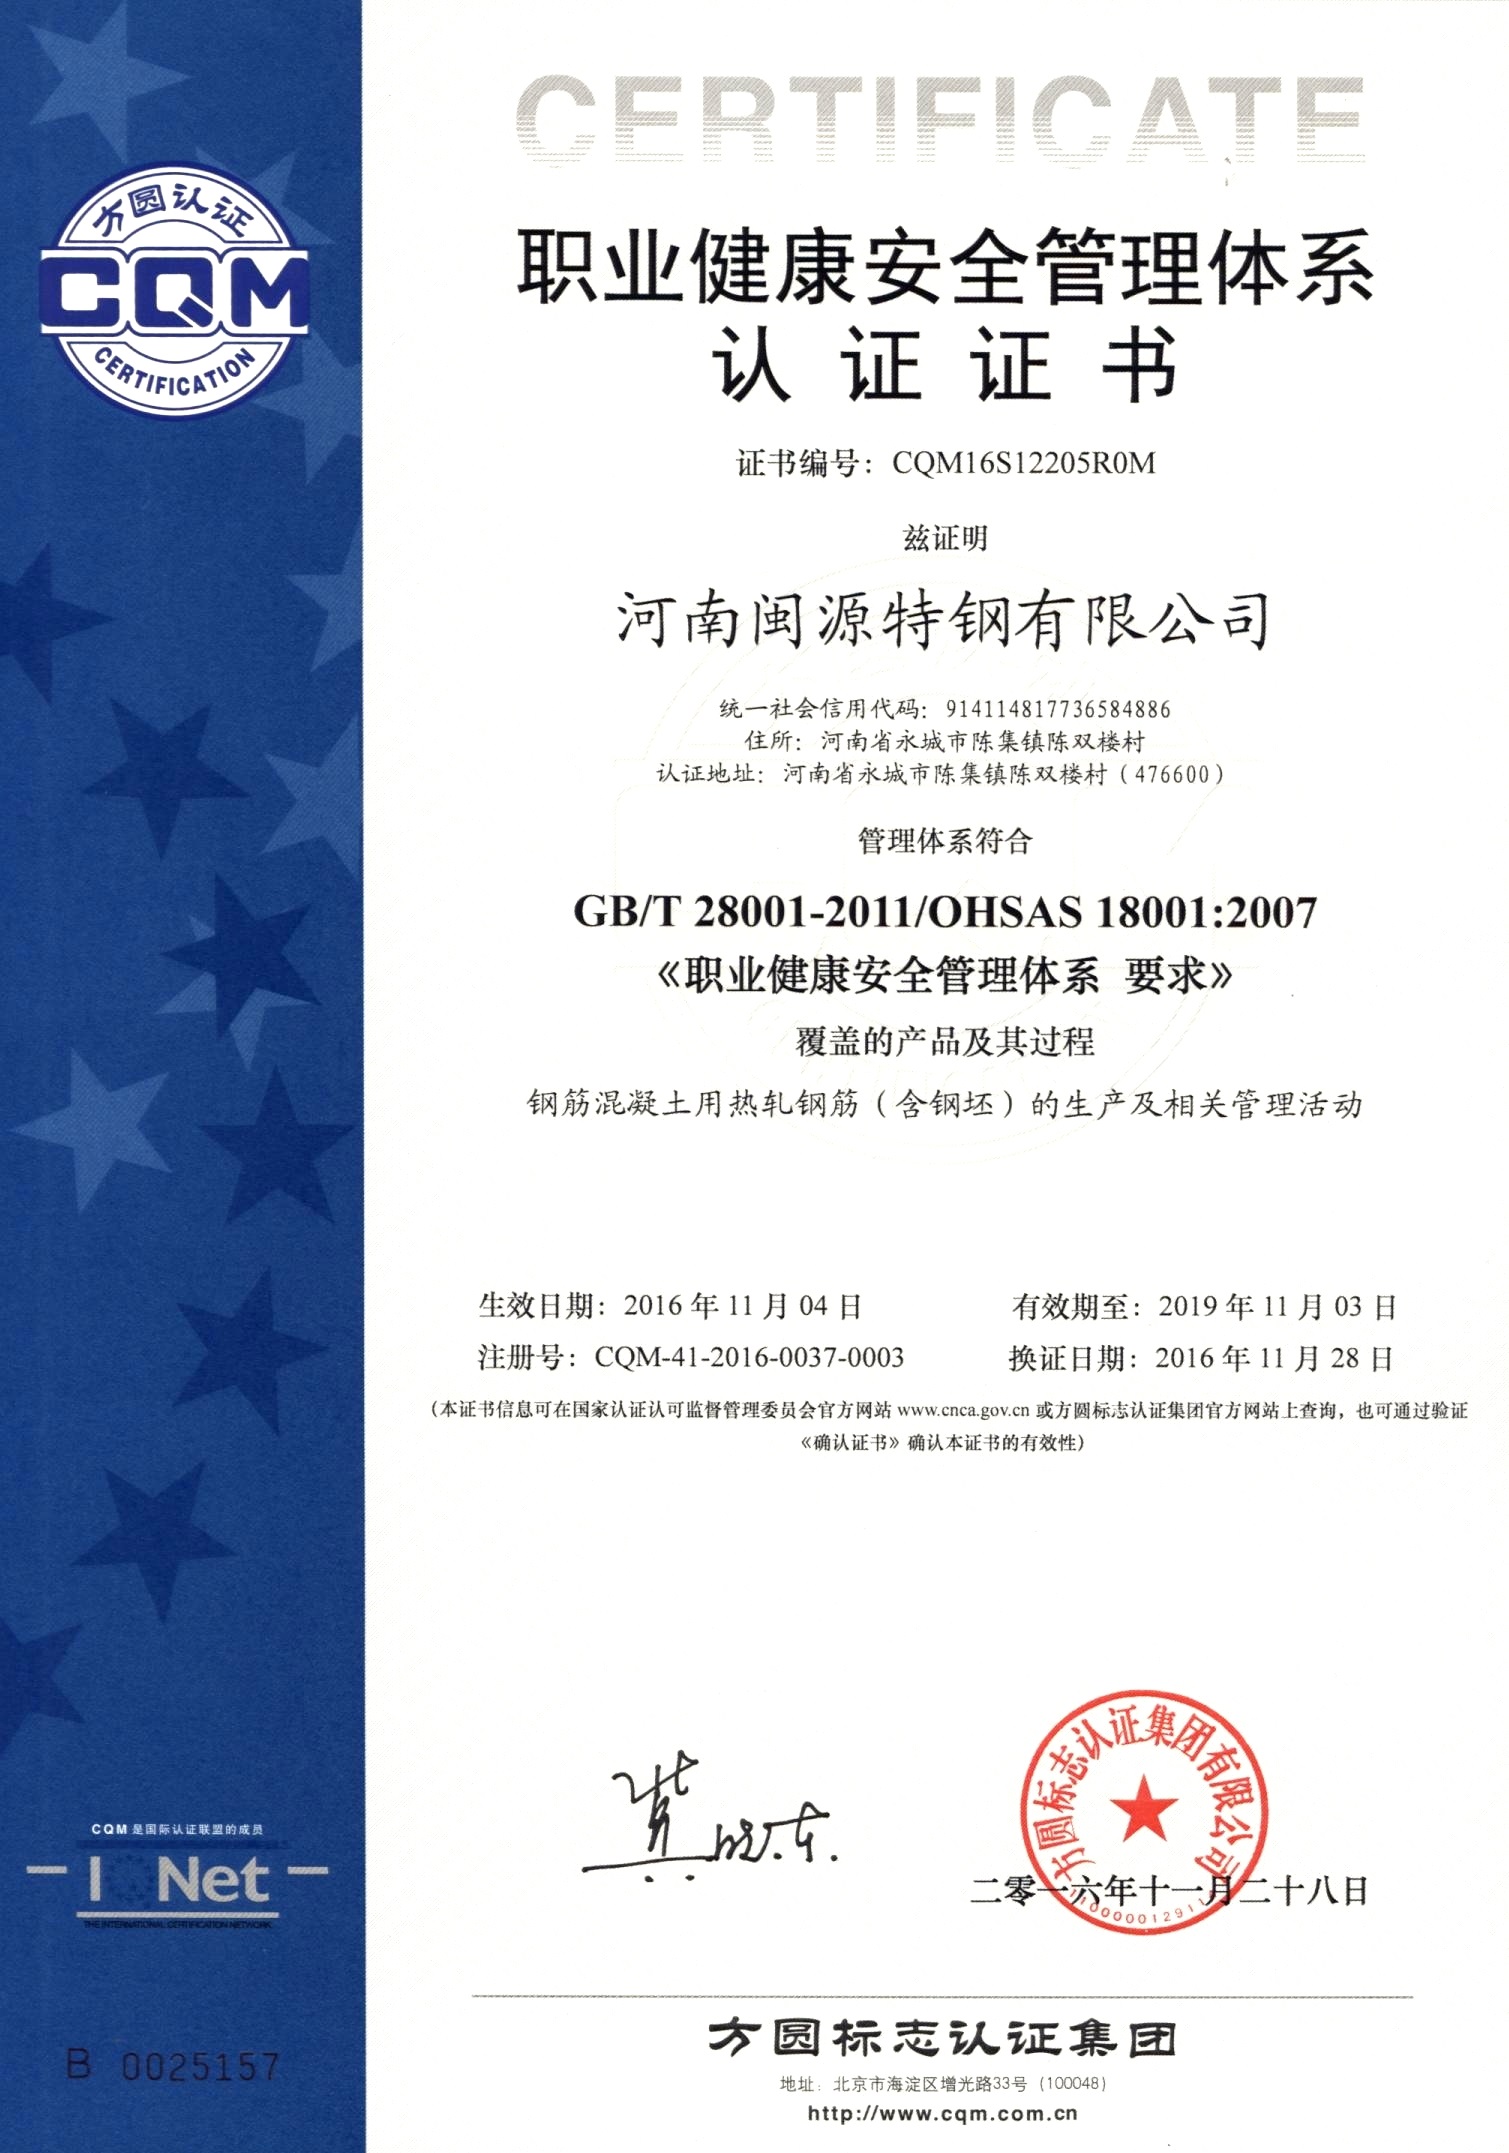 CERTIFICATE
方圆认证
CQM
CERTIFICATION
职业健康安全管理体系
认证证书
证书编号：CQM16S12205R0M
兹证明
河南闽源特钢有限公司
统一社会信用代码：914114817736584886
住所：河南省永城市陈集镇陈双楼村
认证地址：河南省永城市陈集镇陈双楼村（476600）
管理体系符合
GB/T 28001-2011/OHSAS 18001:2007
《职业健康安全管理体系 要求》
覆盖的产品及其过程
钢筋混凝土用热轧钢筋（含钢坯）的生产及相关管理活动
生效日期：2016 年 11 月 04 日
有效期至：2019 年 11 月 03 日
注册号：CQM-41-2016-0037-0003
换证日期：2016 年 11 月 28 日
（本证书信息可在国家认证认可监督管理委员会官方网站 www.cnca.gov.cn 或方圆标志认证集团官方网站上查询，也可通过验证
《确认证书》确认本证书的有效性）
方圆标志认证集团有限公司
二零一六年十一月二十八日
CQM 是国际认证联盟的成员
I Net
THE INTERNATIONAL CERTIFICATION NETWORK
B 0025157
方圆标志认证集团
地址：北京市海淀区增光路33号（100048）
http://www.cqm.com.cn